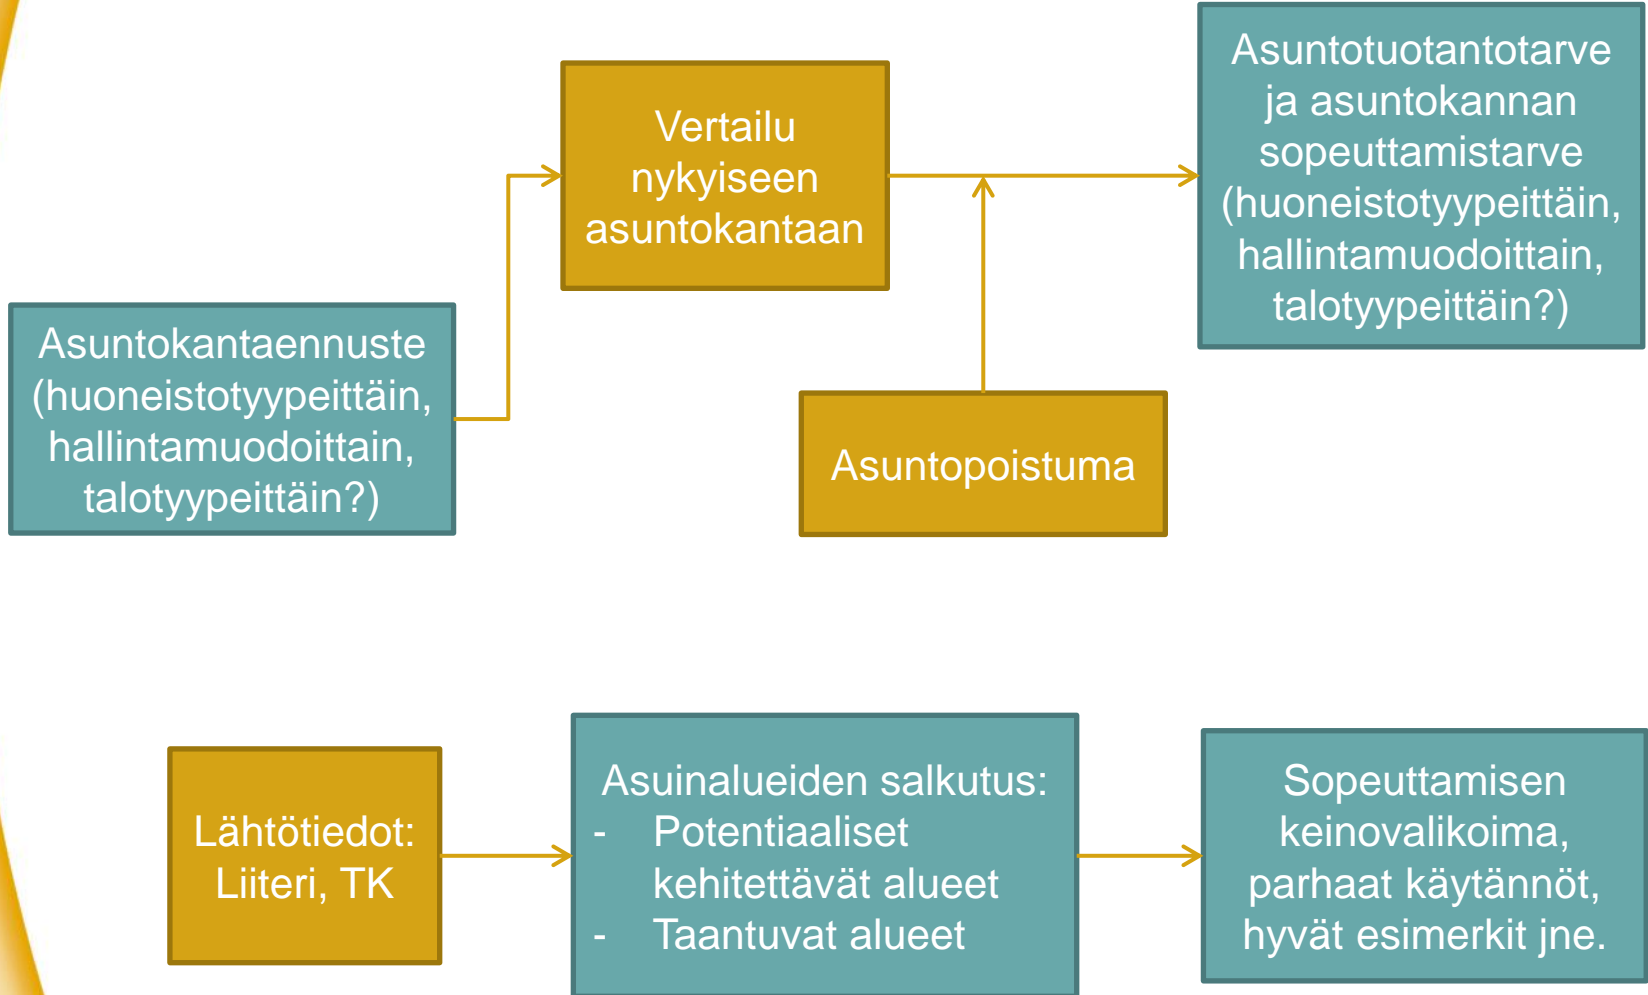 Asuntokantaennuste
(huoneistotyypeittäin,
hallintamuodoittain,
talotyypeittäin?)
Vertailu
nykyiseen
asuntokantaan
Asuntopoistuma
Asuntotuotantotarve
ja asuntokannan
sopeuttamistarve
(huoneistotyypeittäin,
hallintamuodoittain,
talotyypeittäin?)
Lähtötiedot:
Liiteri, TK
Asuinalueiden salkutus:
- Potentiaaliset
kehitettävät alueet
- Taantuvat alueet
Sopeuttamisen
keinovalikoima,
parhaat käytännöt,
hyvät esimerkit jne.